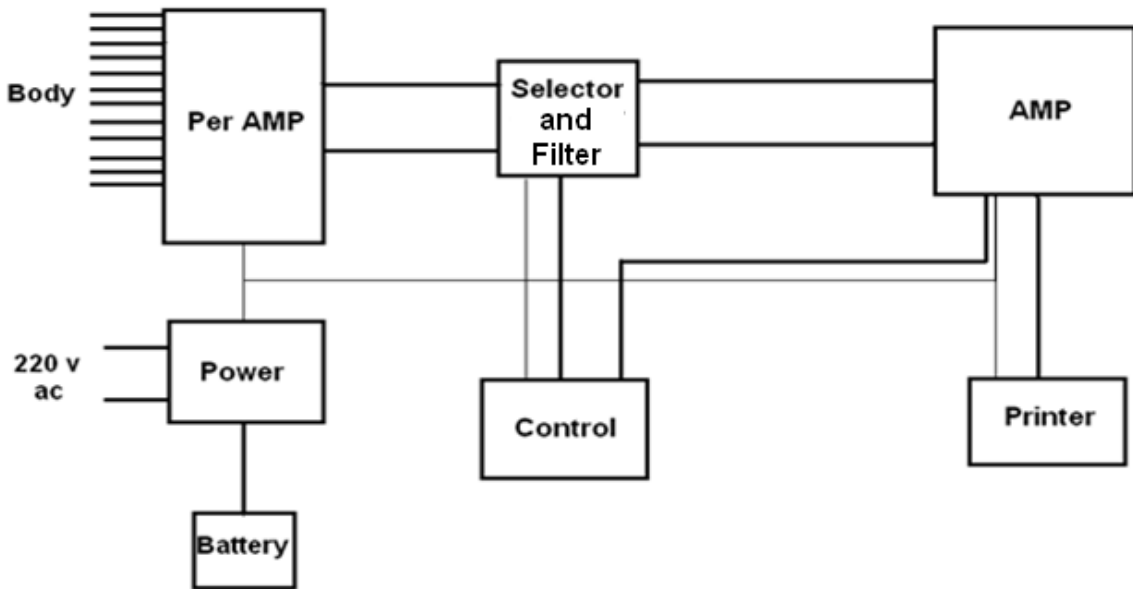 Body
Per AMP
Selector
and
Filter
AMP
220 v
ac
Power
Control
Printer
Battery